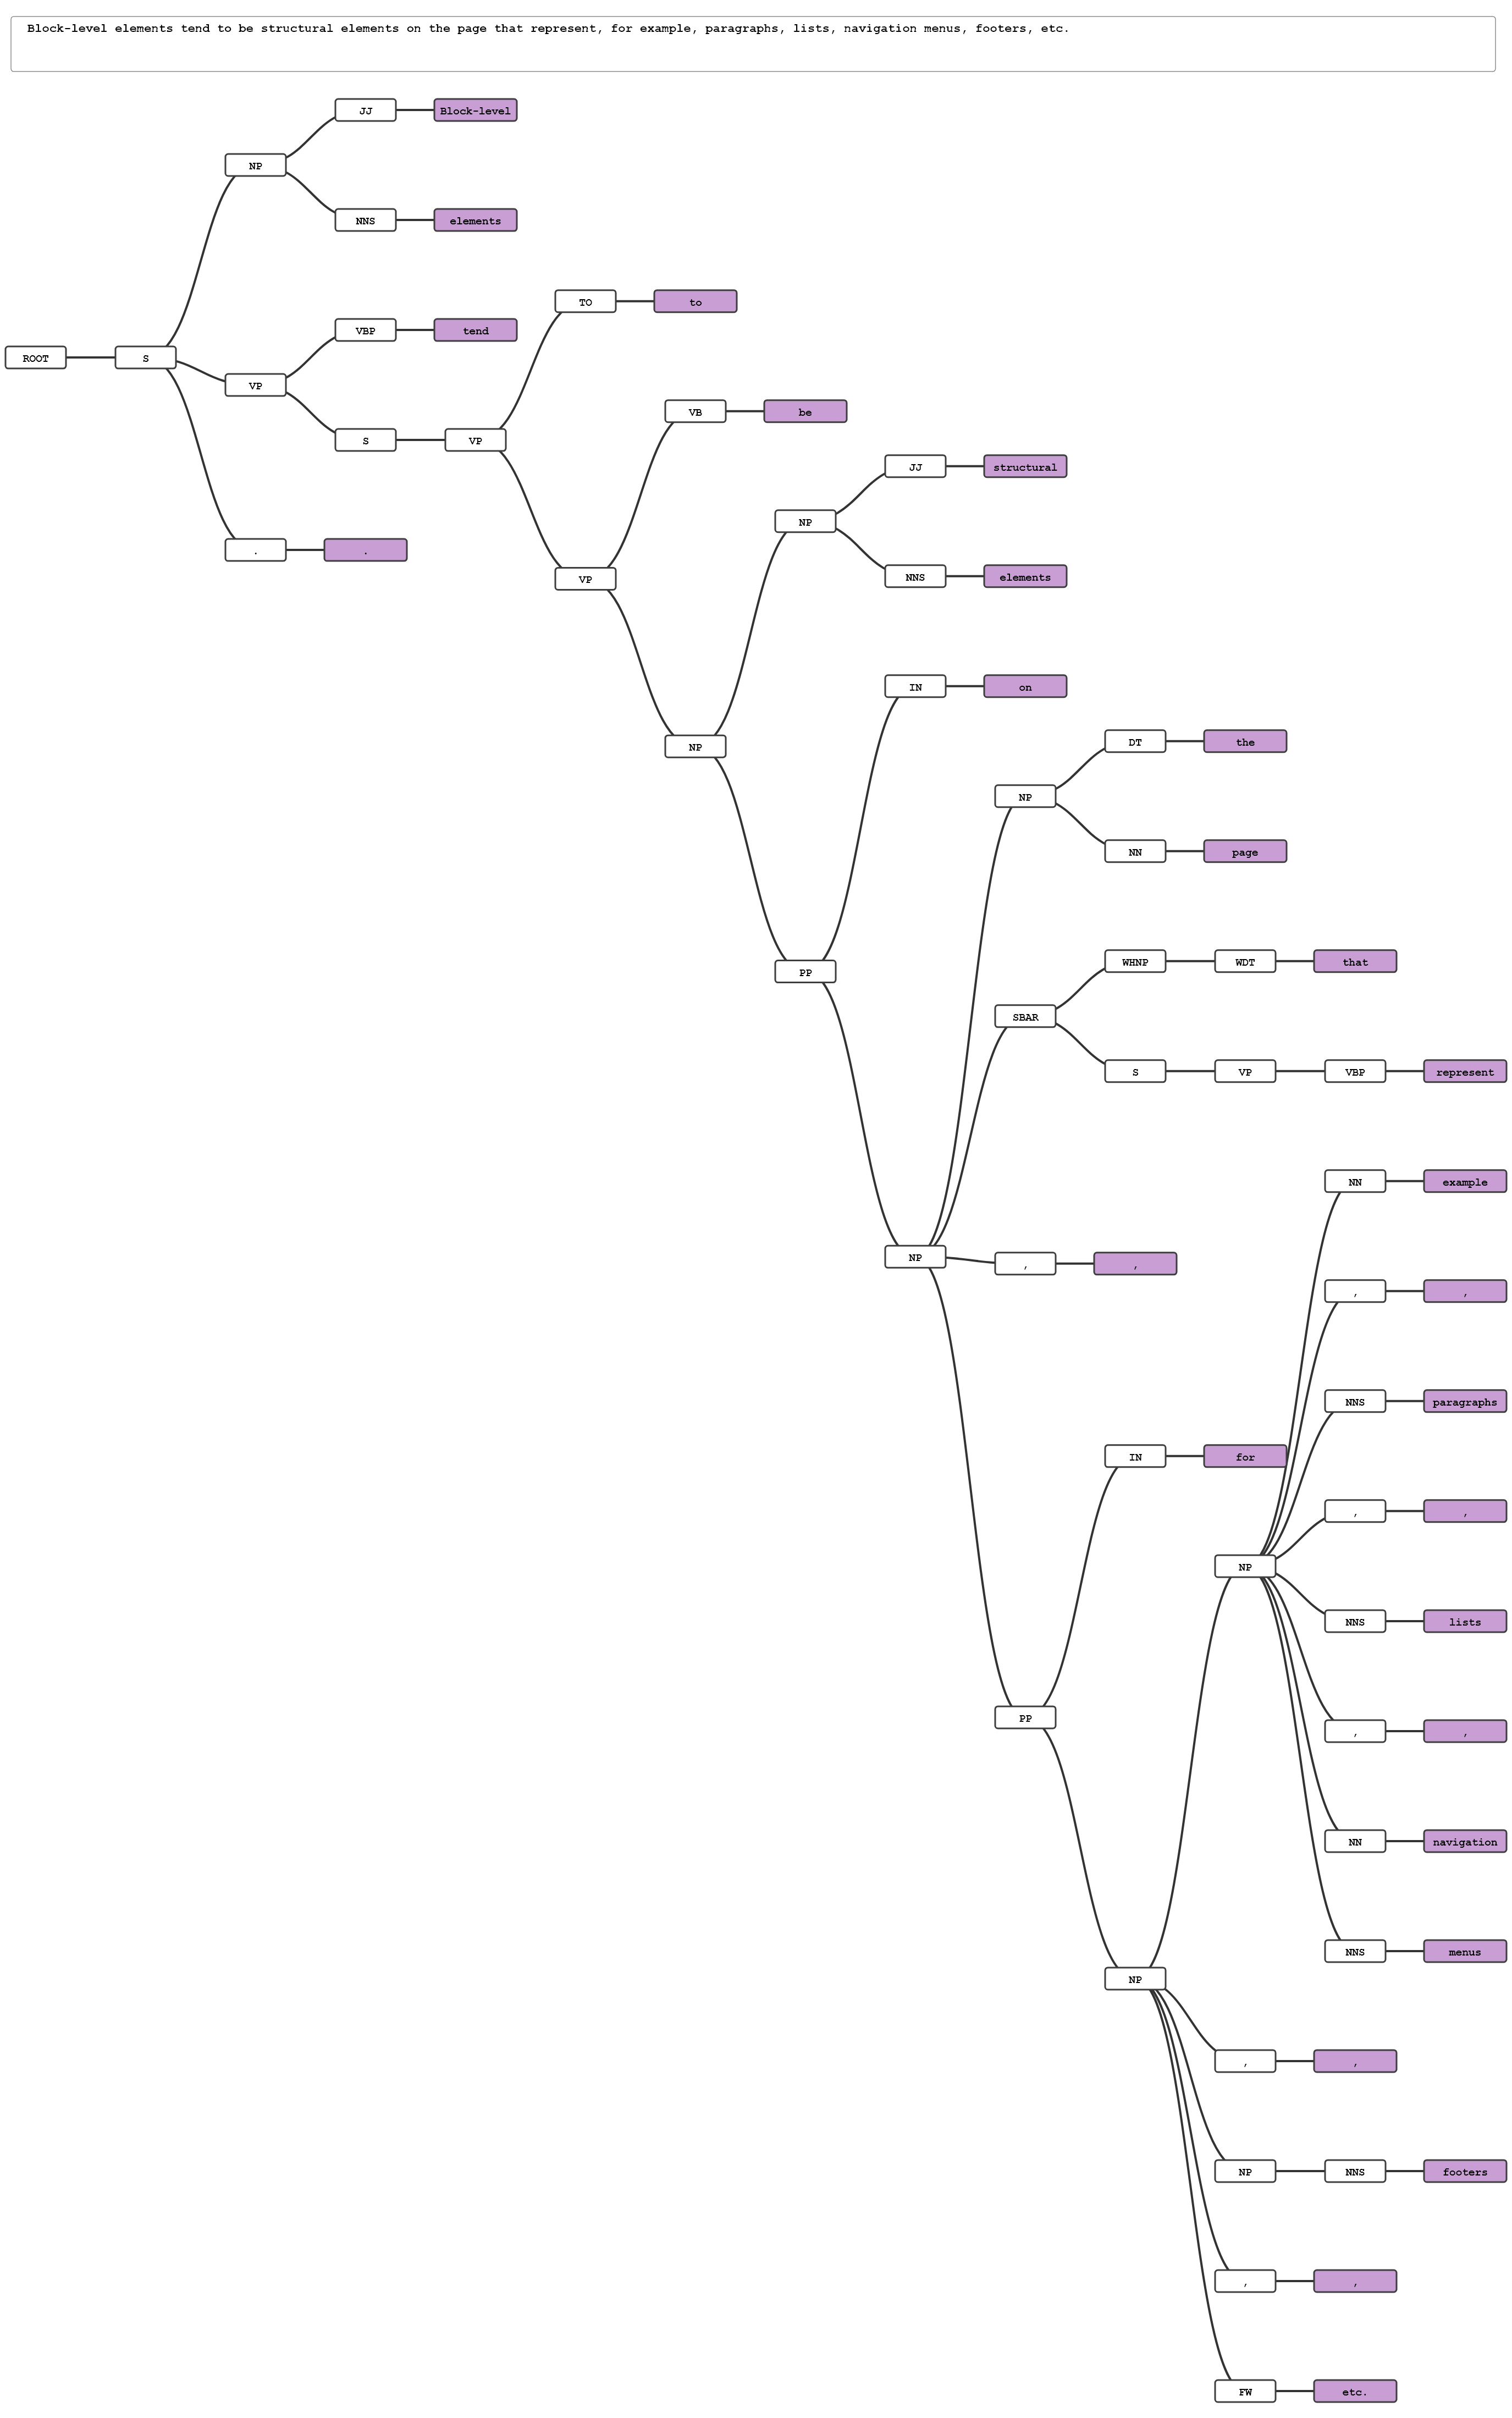 Block-level elements tend to be structural elements on the page that represent, for example, paragraphs, lists, navigation menus, footers, etc.
JJ Block-level
NP
NNS elements
TO to
VBP tend
ROOT S
VP
VB be
S VP
JJ structural
NP
. .
NNS elements
VP
IN on
DT the
NP
NP
NN page
WHNP WDT that
PP
SBAR
S VP VBP represent
NN example
NP , ,
, ,
NNS paragraphs
IN for
, ,
NP
NNS lists
PP
, ,
NN navigation
NNS menus
NP
, ,
NP NNS footers
, ,
FW etc.